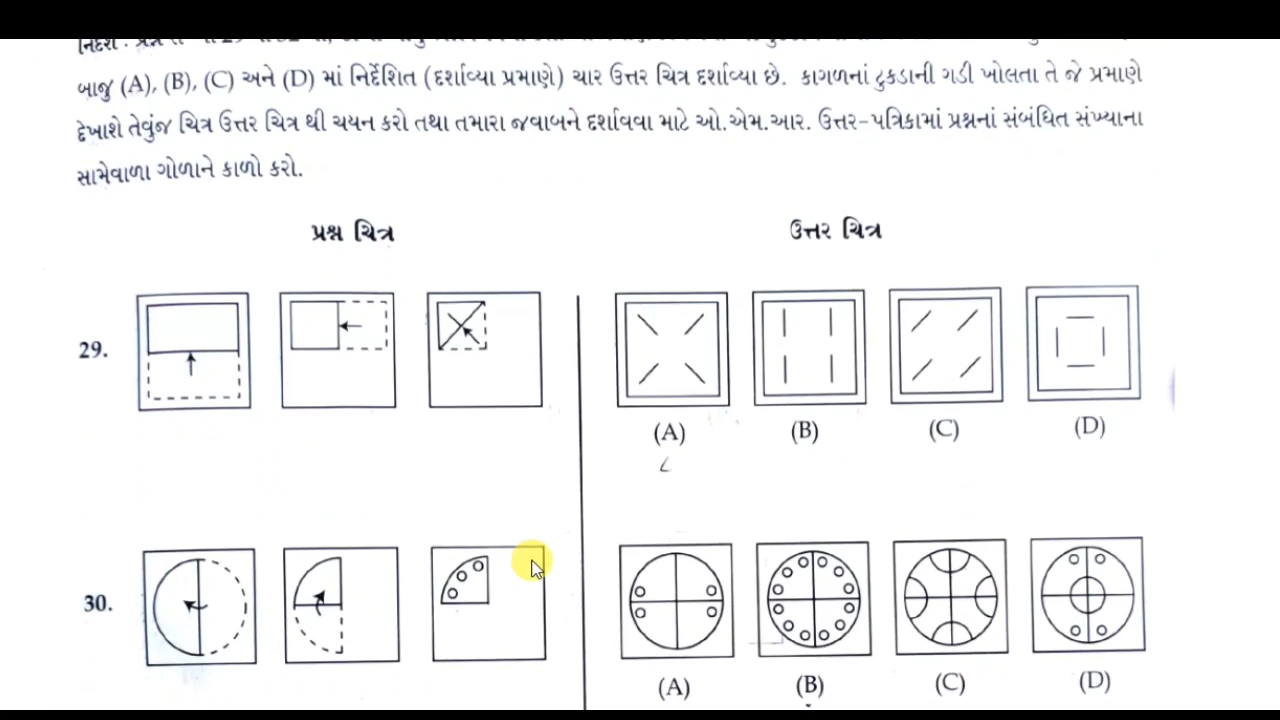 બાજુ (A), (B), (C) અને (D) માં નિર્દેશિત (દર્શાવ્યા પ્રમાણે) ચાર ઉત્તર ચિત્ર દર્શાવ્યા છે. કાગળનાં ટુકડાની ગડી ખોલતા તે જે પ્રમાણે
દેખાશે તેવુંજ ચિત્ર ઉત્તર ચિત્ર થી ચયન કરો તથા તમારા જવાબને દર્શાવવા માટે ઓ.એમ.આર. ઉત્તર-પત્રિકામાં પ્રશ્નનાં સંબંધિત સંખ્યાના
સામેવાળા ગોળાને કાળો કરો.
પ્રશ્ન ચિત્ર ઉત્તર ચિત્ર
29.
(A) (B) (C) (D)
30.
(A) (B) (C) (D)